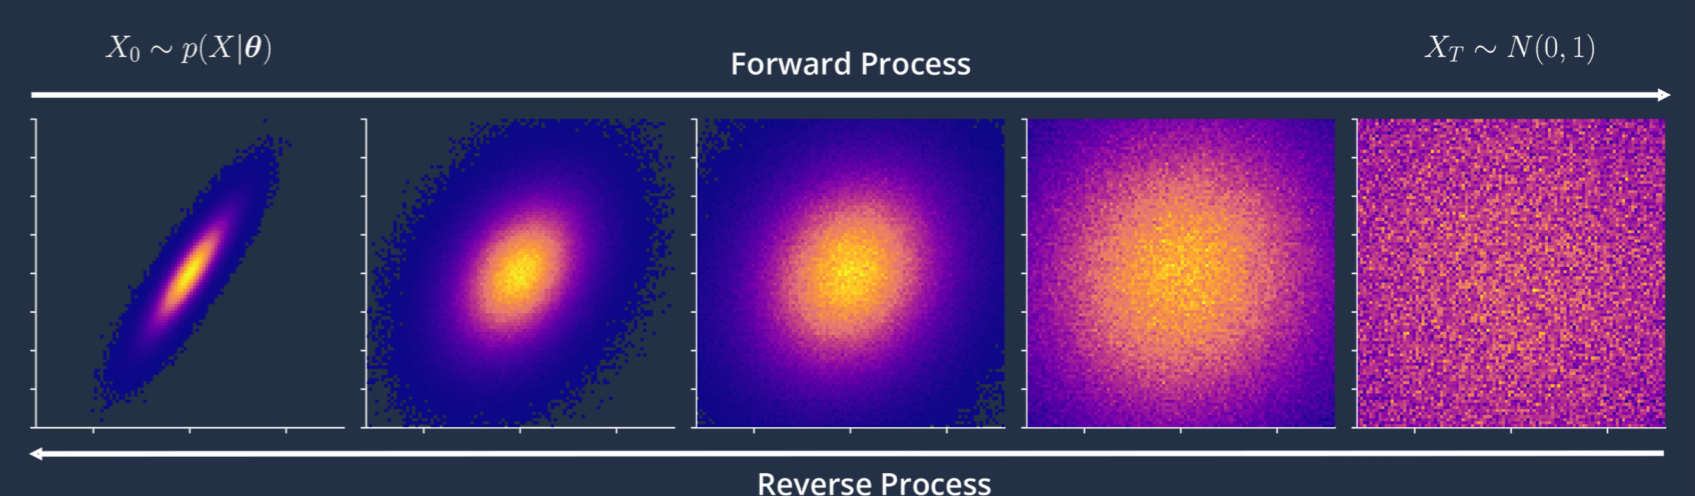 X₀ ∼ p(X|θ)
Forward Process
X_T ∼ N(0, 1)
Reverse Process